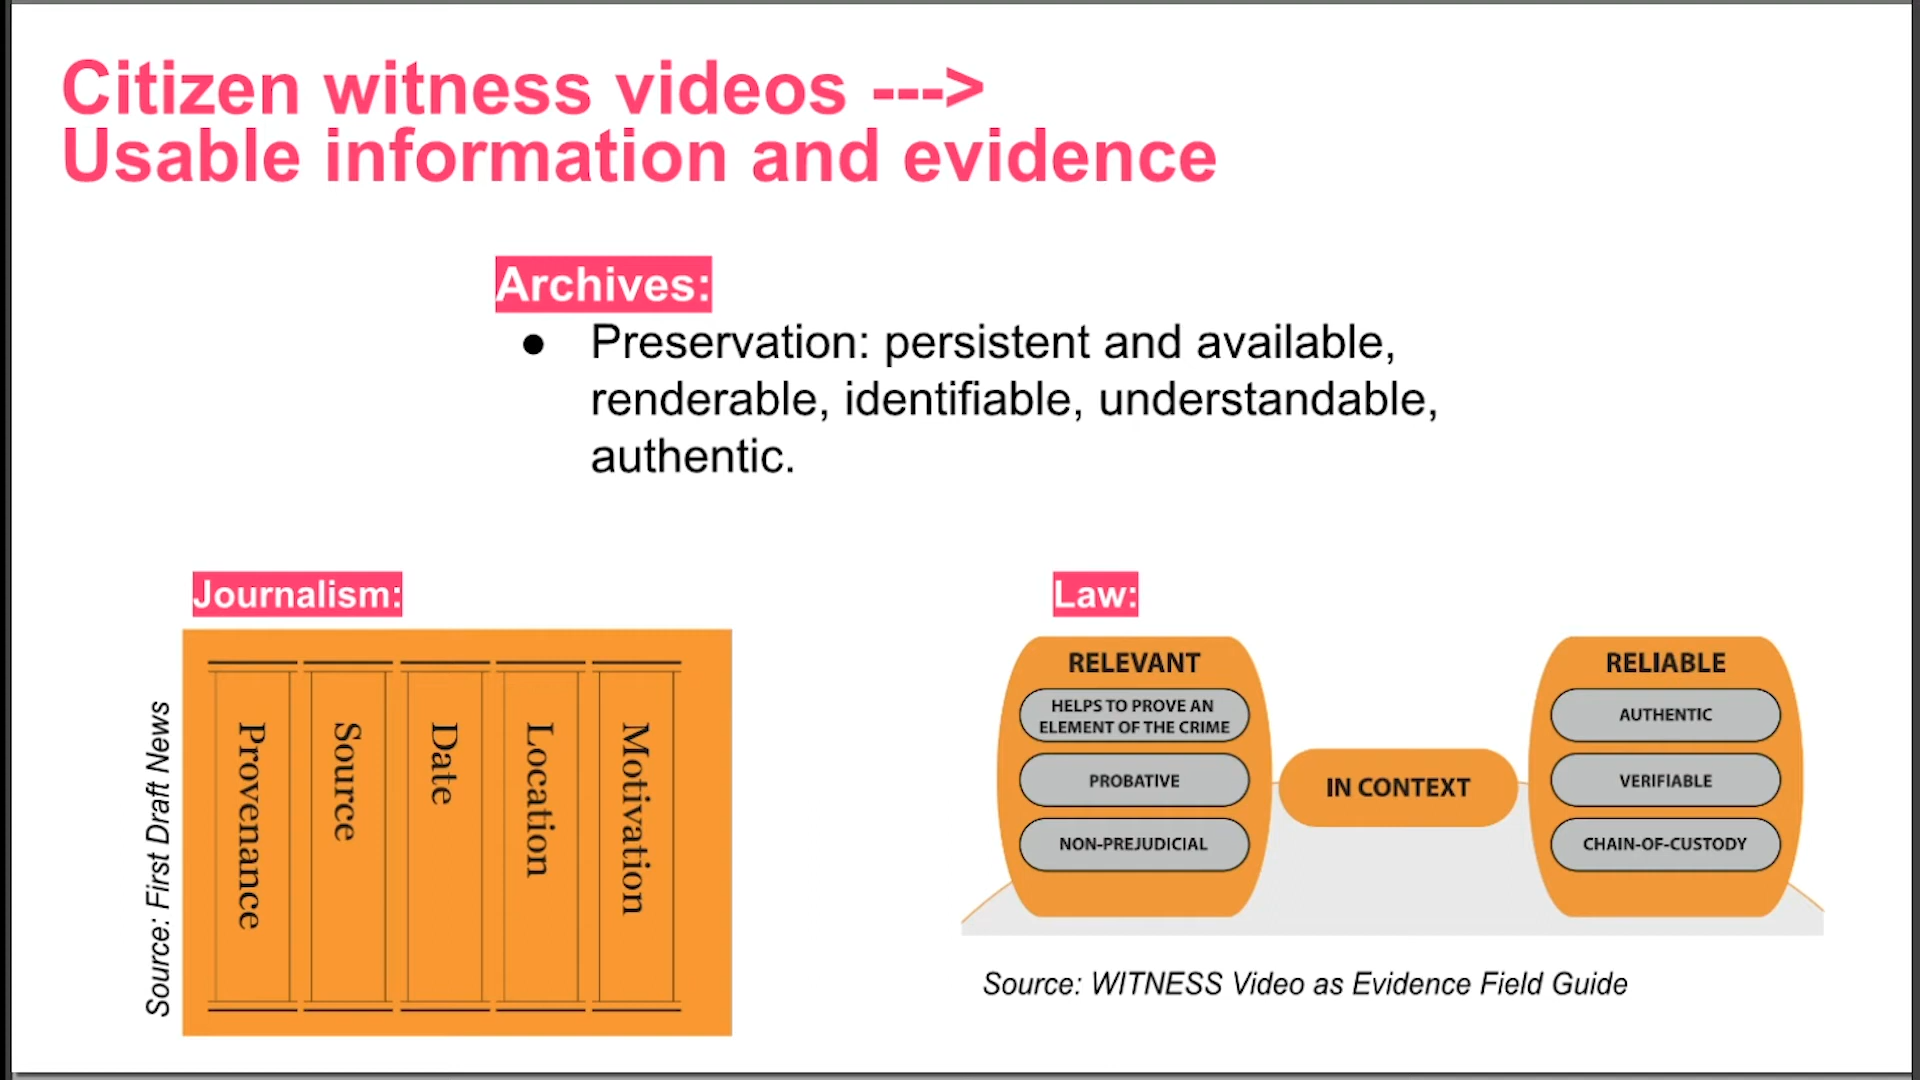 Citizen witness videos --->
Usable information and evidence
Archives:
● Preservation: persistent and available,
renderable, identifiable, understandable,
authentic.
Journalism:
Provenance
Source
Date
Location
Motivation
Source: First Draft News
Law:
RELEVANT
HELPS TO PROVE AN
ELEMENT OF THE CRIME
PROBATIVE
NON-PREJUDICIAL
IN CONTEXT
RELIABLE
AUTHENTIC
VERIFIABLE
CHAIN-OF-CUSTODY
Source: WITNESS Video as Evidence Field Guide